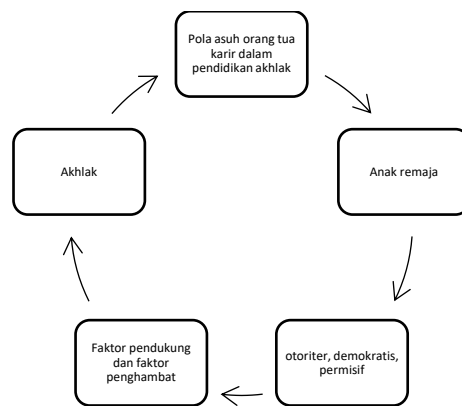 Pola asuh orang tua
karir dalam
pendidikan akhlak
Anak remaja
otoriter, demokratis,
permisif
Faktor pendukung
dan faktor
penghambat
Akhlak